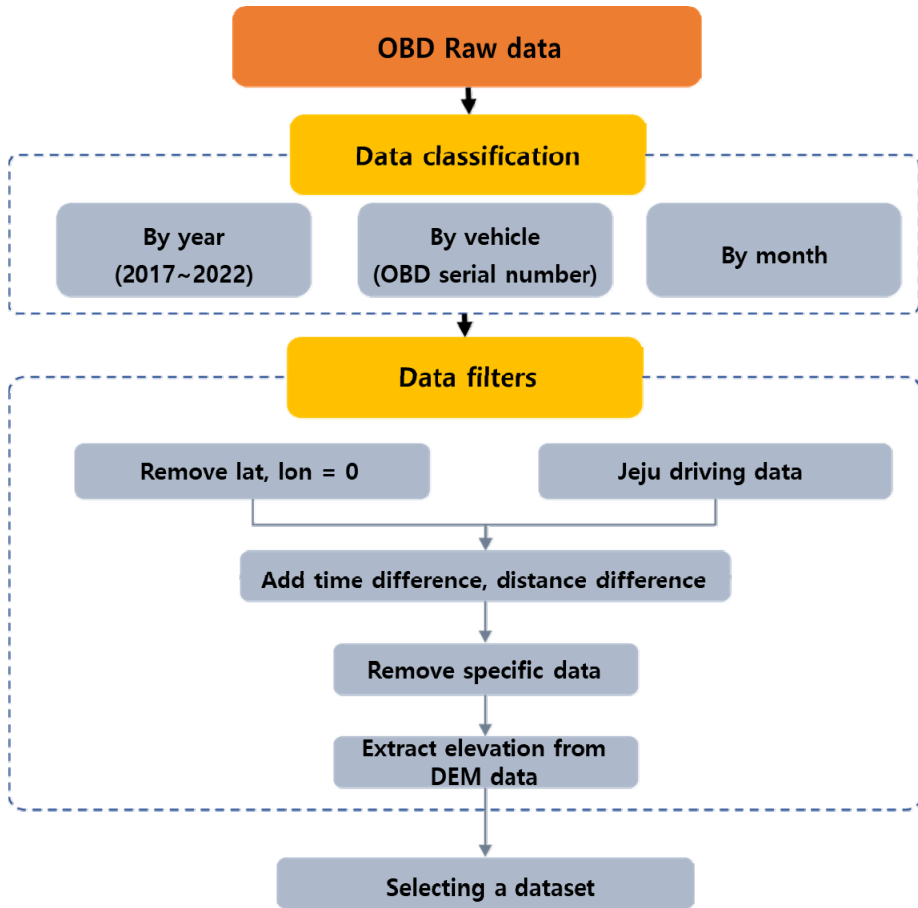 OBD Raw data
Data classification
By year
(2017~2022)
By vehicle
(OBD serial number)
By month
Data filters
Remove lat, lon = 0
Jeju driving data
Add time difference, distance difference
Remove specific data
Extract elevation from
DEM data
Selecting a dataset